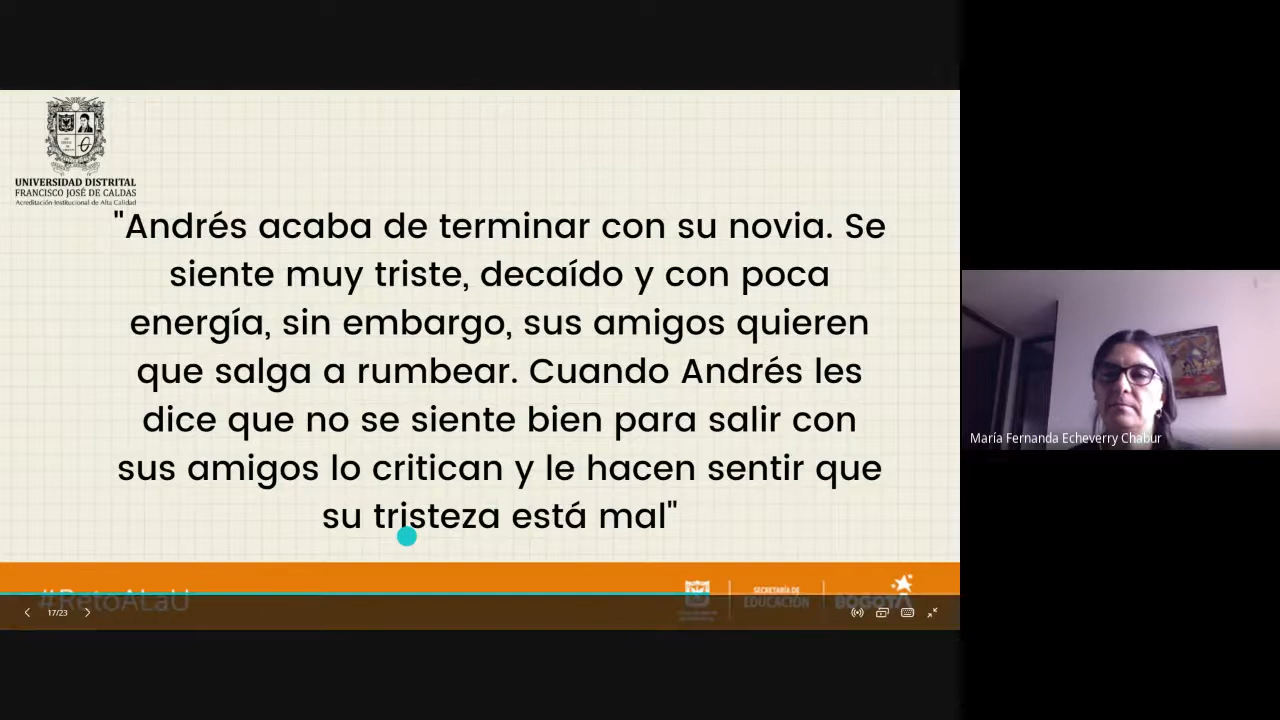 UNIVERSIDAD DISTRITAL
FRANCISCO JOSÉ DE CALDAS
Acreditación Institucional de Alta Calidad
"Andrés acaba de terminar con su novia. Se
siente muy triste, decaído y con poca
energía, sin embargo, sus amigos quieren
que salga a rumbear. Cuando Andrés les
dice que no se siente bien para salir con
sus amigos lo critican y le hacen sentir que
su tristeza está mal"
#RetoALaU
SECRETARÍA DE
EDUCACIÓN
BOGOTÁ
17/23
María Fernanda Echeverry Chabur